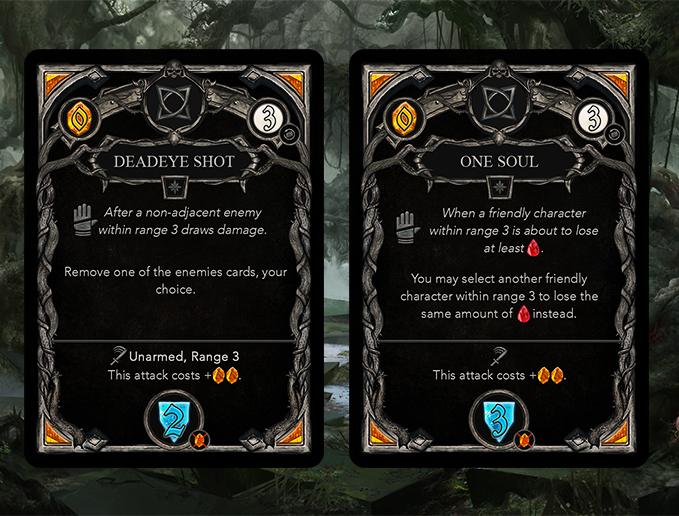 0
3
DEADEYE SHOT
After a non-adjacent enemy
within range 3 draws damage.
Remove one of the enemies cards, your
choice.
Unarmed, Range 3
This attack costs +.
2
0
3
ONE SOUL
When a friendly character
within range 3 is about to lose
at least .
You may select another friendly
character within range 3 to lose the
same amount of instead.
This attack costs +.
3